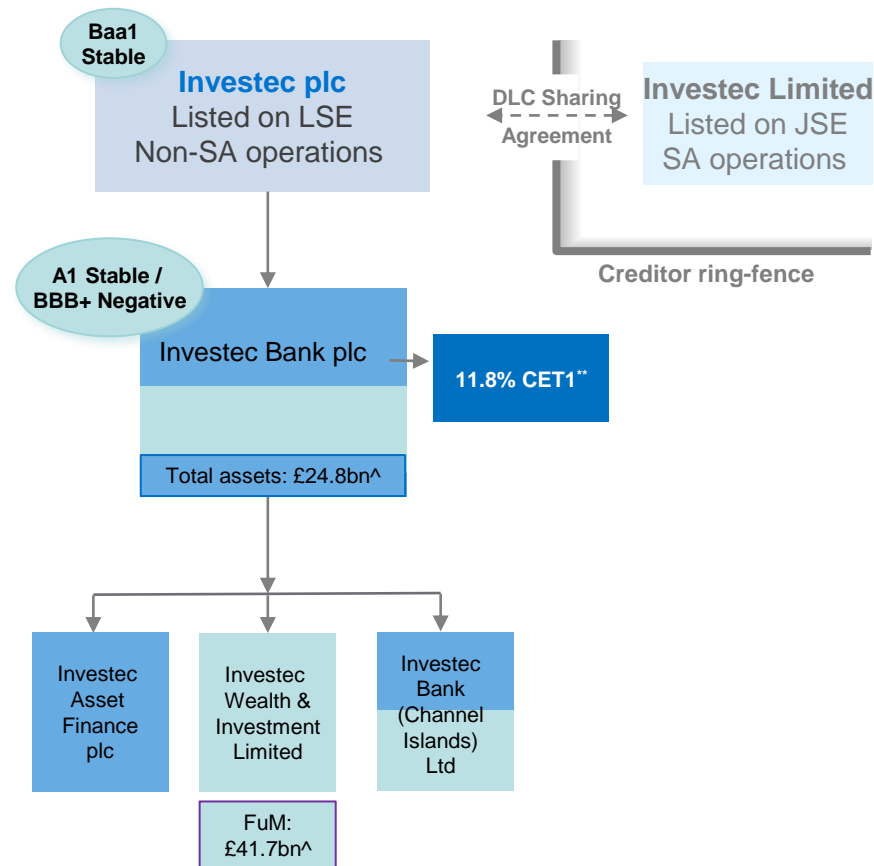 Baa1
Stable
Investec plc
Listed on LSE
Non-SA operations
DLC Sharing
Agreement
Investec Limited
Listed on JSE
SA operations
Creditor ring-fence
A1 Stable /
BBB+ Negative
Investec Bank plc
11.8% CET1**
Total assets: £24.8bn^
Investec
Asset
Finance
plc
Investec
Wealth &
Investment
Limited
Investec
Bank
(Channel
Islands)
Ltd
FuM:
£41.7bn^